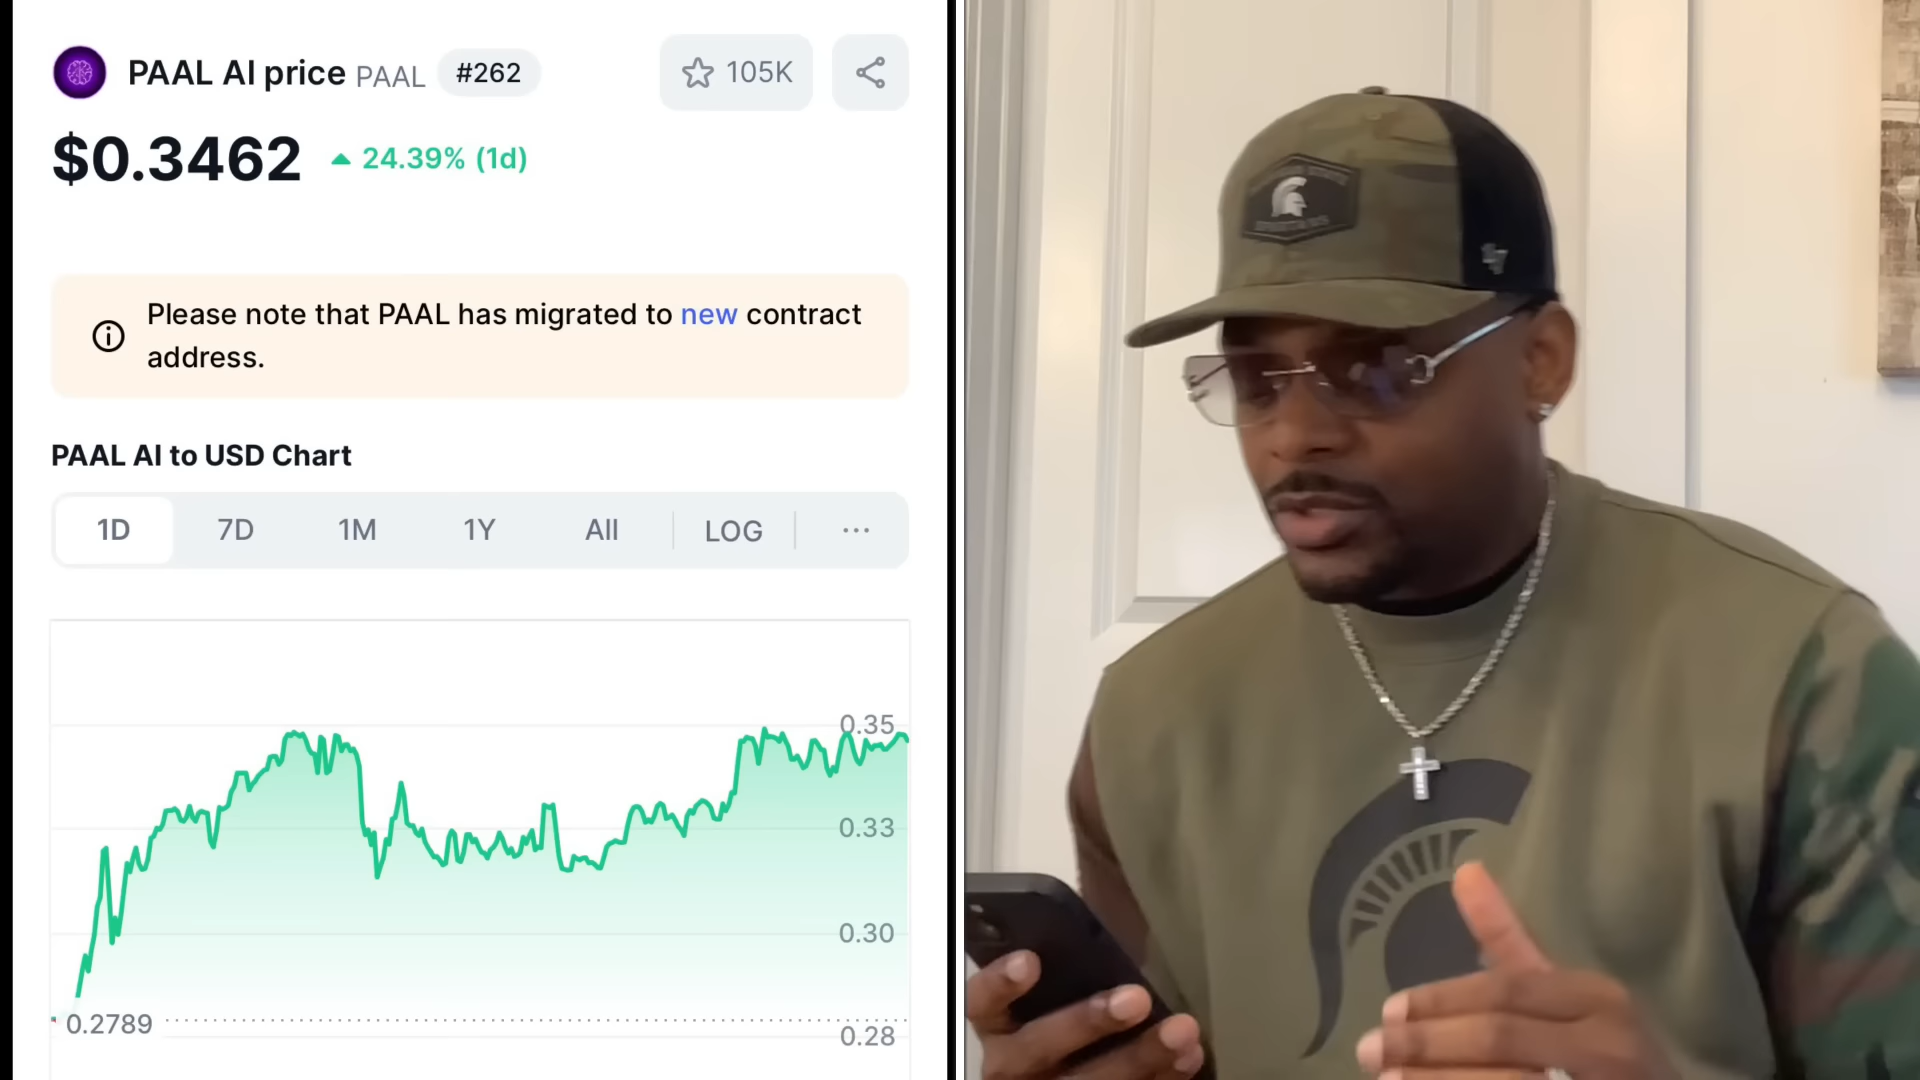 PAAL AI price PAAL #262
105K
$0.3462 24.39% (1d)
Please note that PAAL has migrated to new contract
address.
PAAL AI to USD Chart
1D 7D 1M 1Y All LOG ...
0.35
0.33
0.30
0.2789
0.28
'47